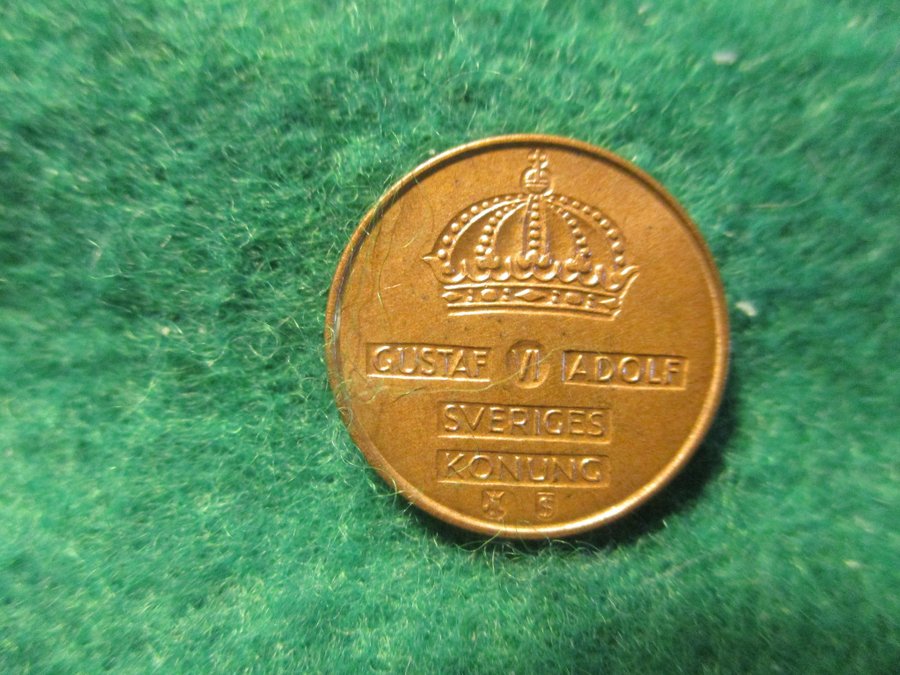 GUSTAF VI ADOLF
SVERIGES
KONUNG